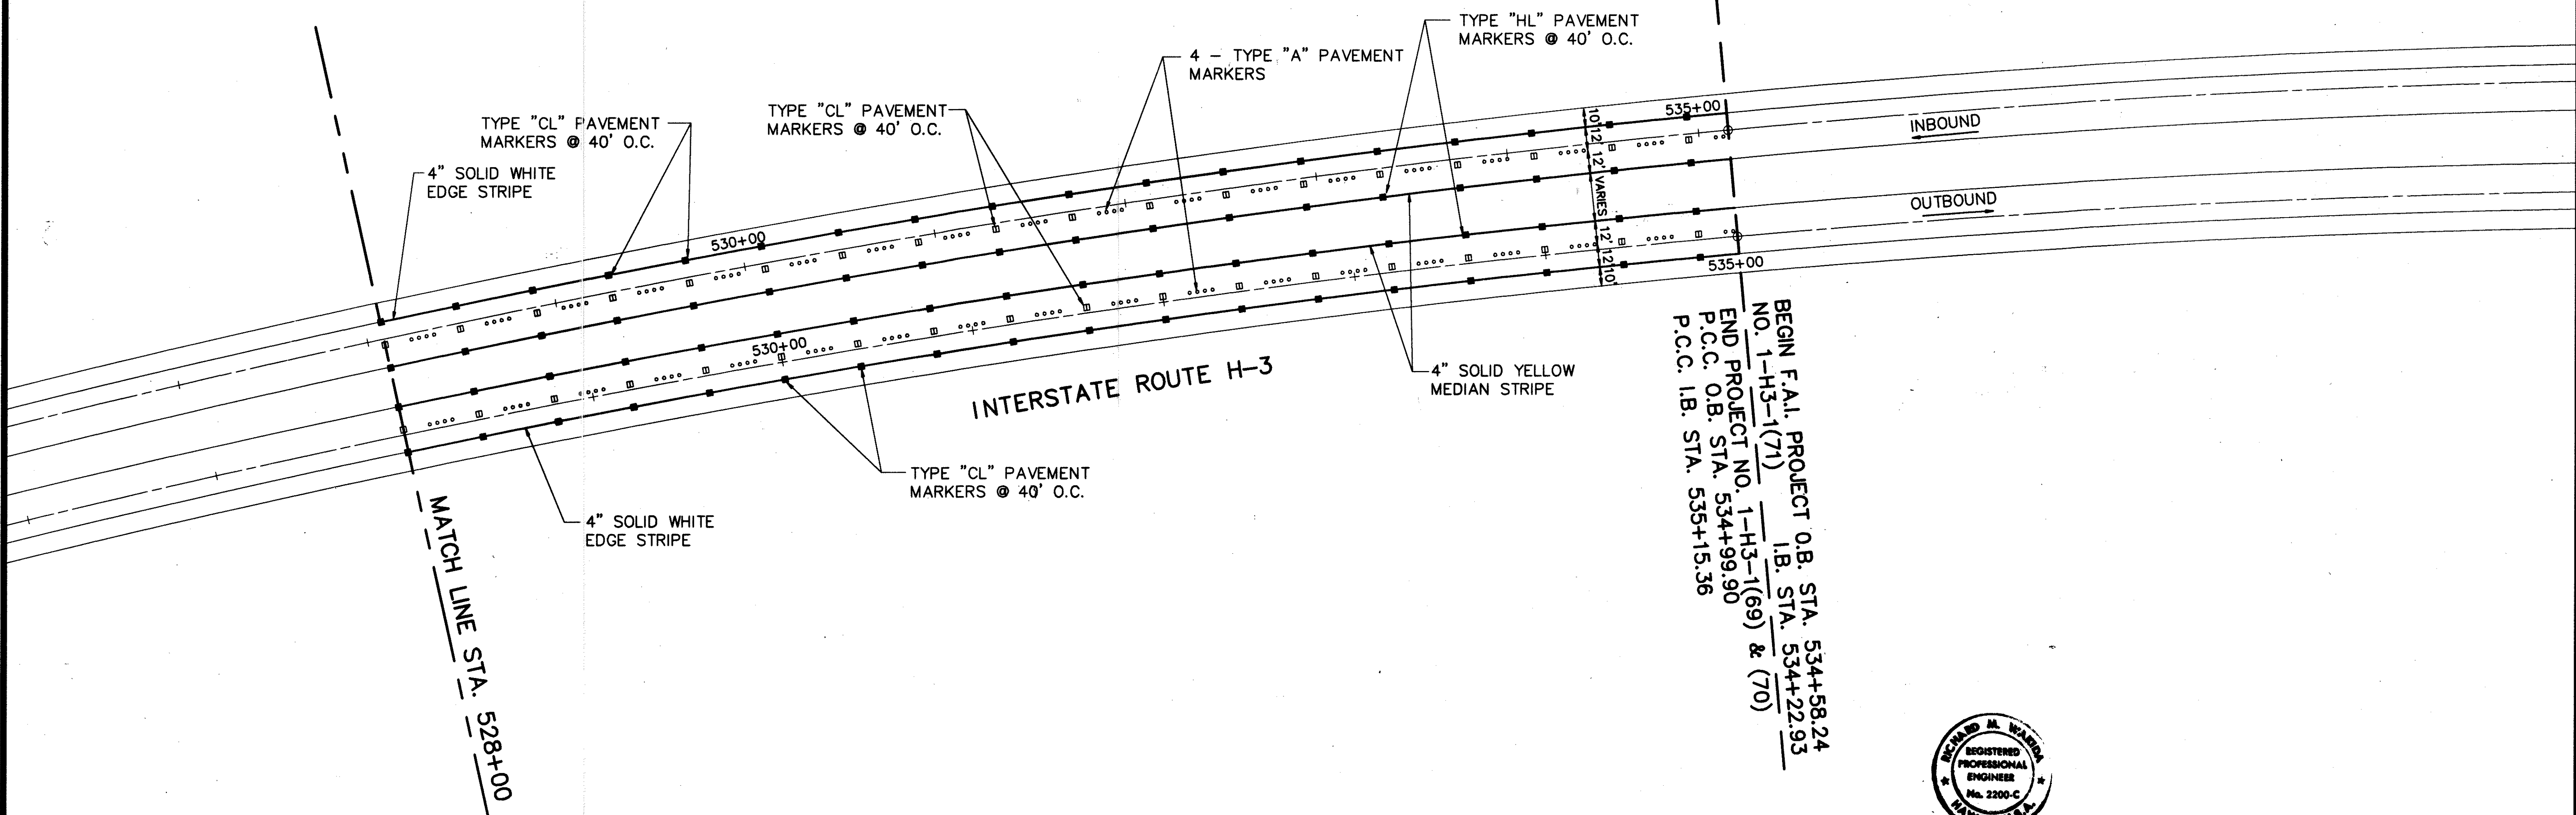 TYPE "HL" PAVEMENT
MARKERS @ 40' O.C.
4 - TYPE "A" PAVEMENT
MARKERS
TYPE "CL" PAVEMENT
MARKERS @ 40' O.C.
TYPE "CL" PAVEMENT
MARKERS @ 40' O.C.
4" SOLID WHITE
EDGE STRIPE
530+00
535+00
10' 12' 12' VARIES 12' 12' 10'
INBOUND
OUTBOUND
530+00
535+00
INTERSTATE ROUTE H-3
4" SOLID YELLOW
MEDIAN STRIPE
TYPE "CL" PAVEMENT
MARKERS @ 40' O.C.
4" SOLID WHITE
EDGE STRIPE
MATCH LINE STA. 528+00
BEGIN F.A.I. PROJECT O.B. STA. 534+58.24
NO. 1-H3-1(71) I.B. STA. 534+22.93
END PROJECT NO. 1-H3-1(69) & (70)
P.C.C. O.B. STA. 534+99.90
P.C.C. I.B. STA. 535+15.36
RICHARD M. WAKIDA
REGISTERED
PROFESSIONAL
ENGINEER
No. 2200-C